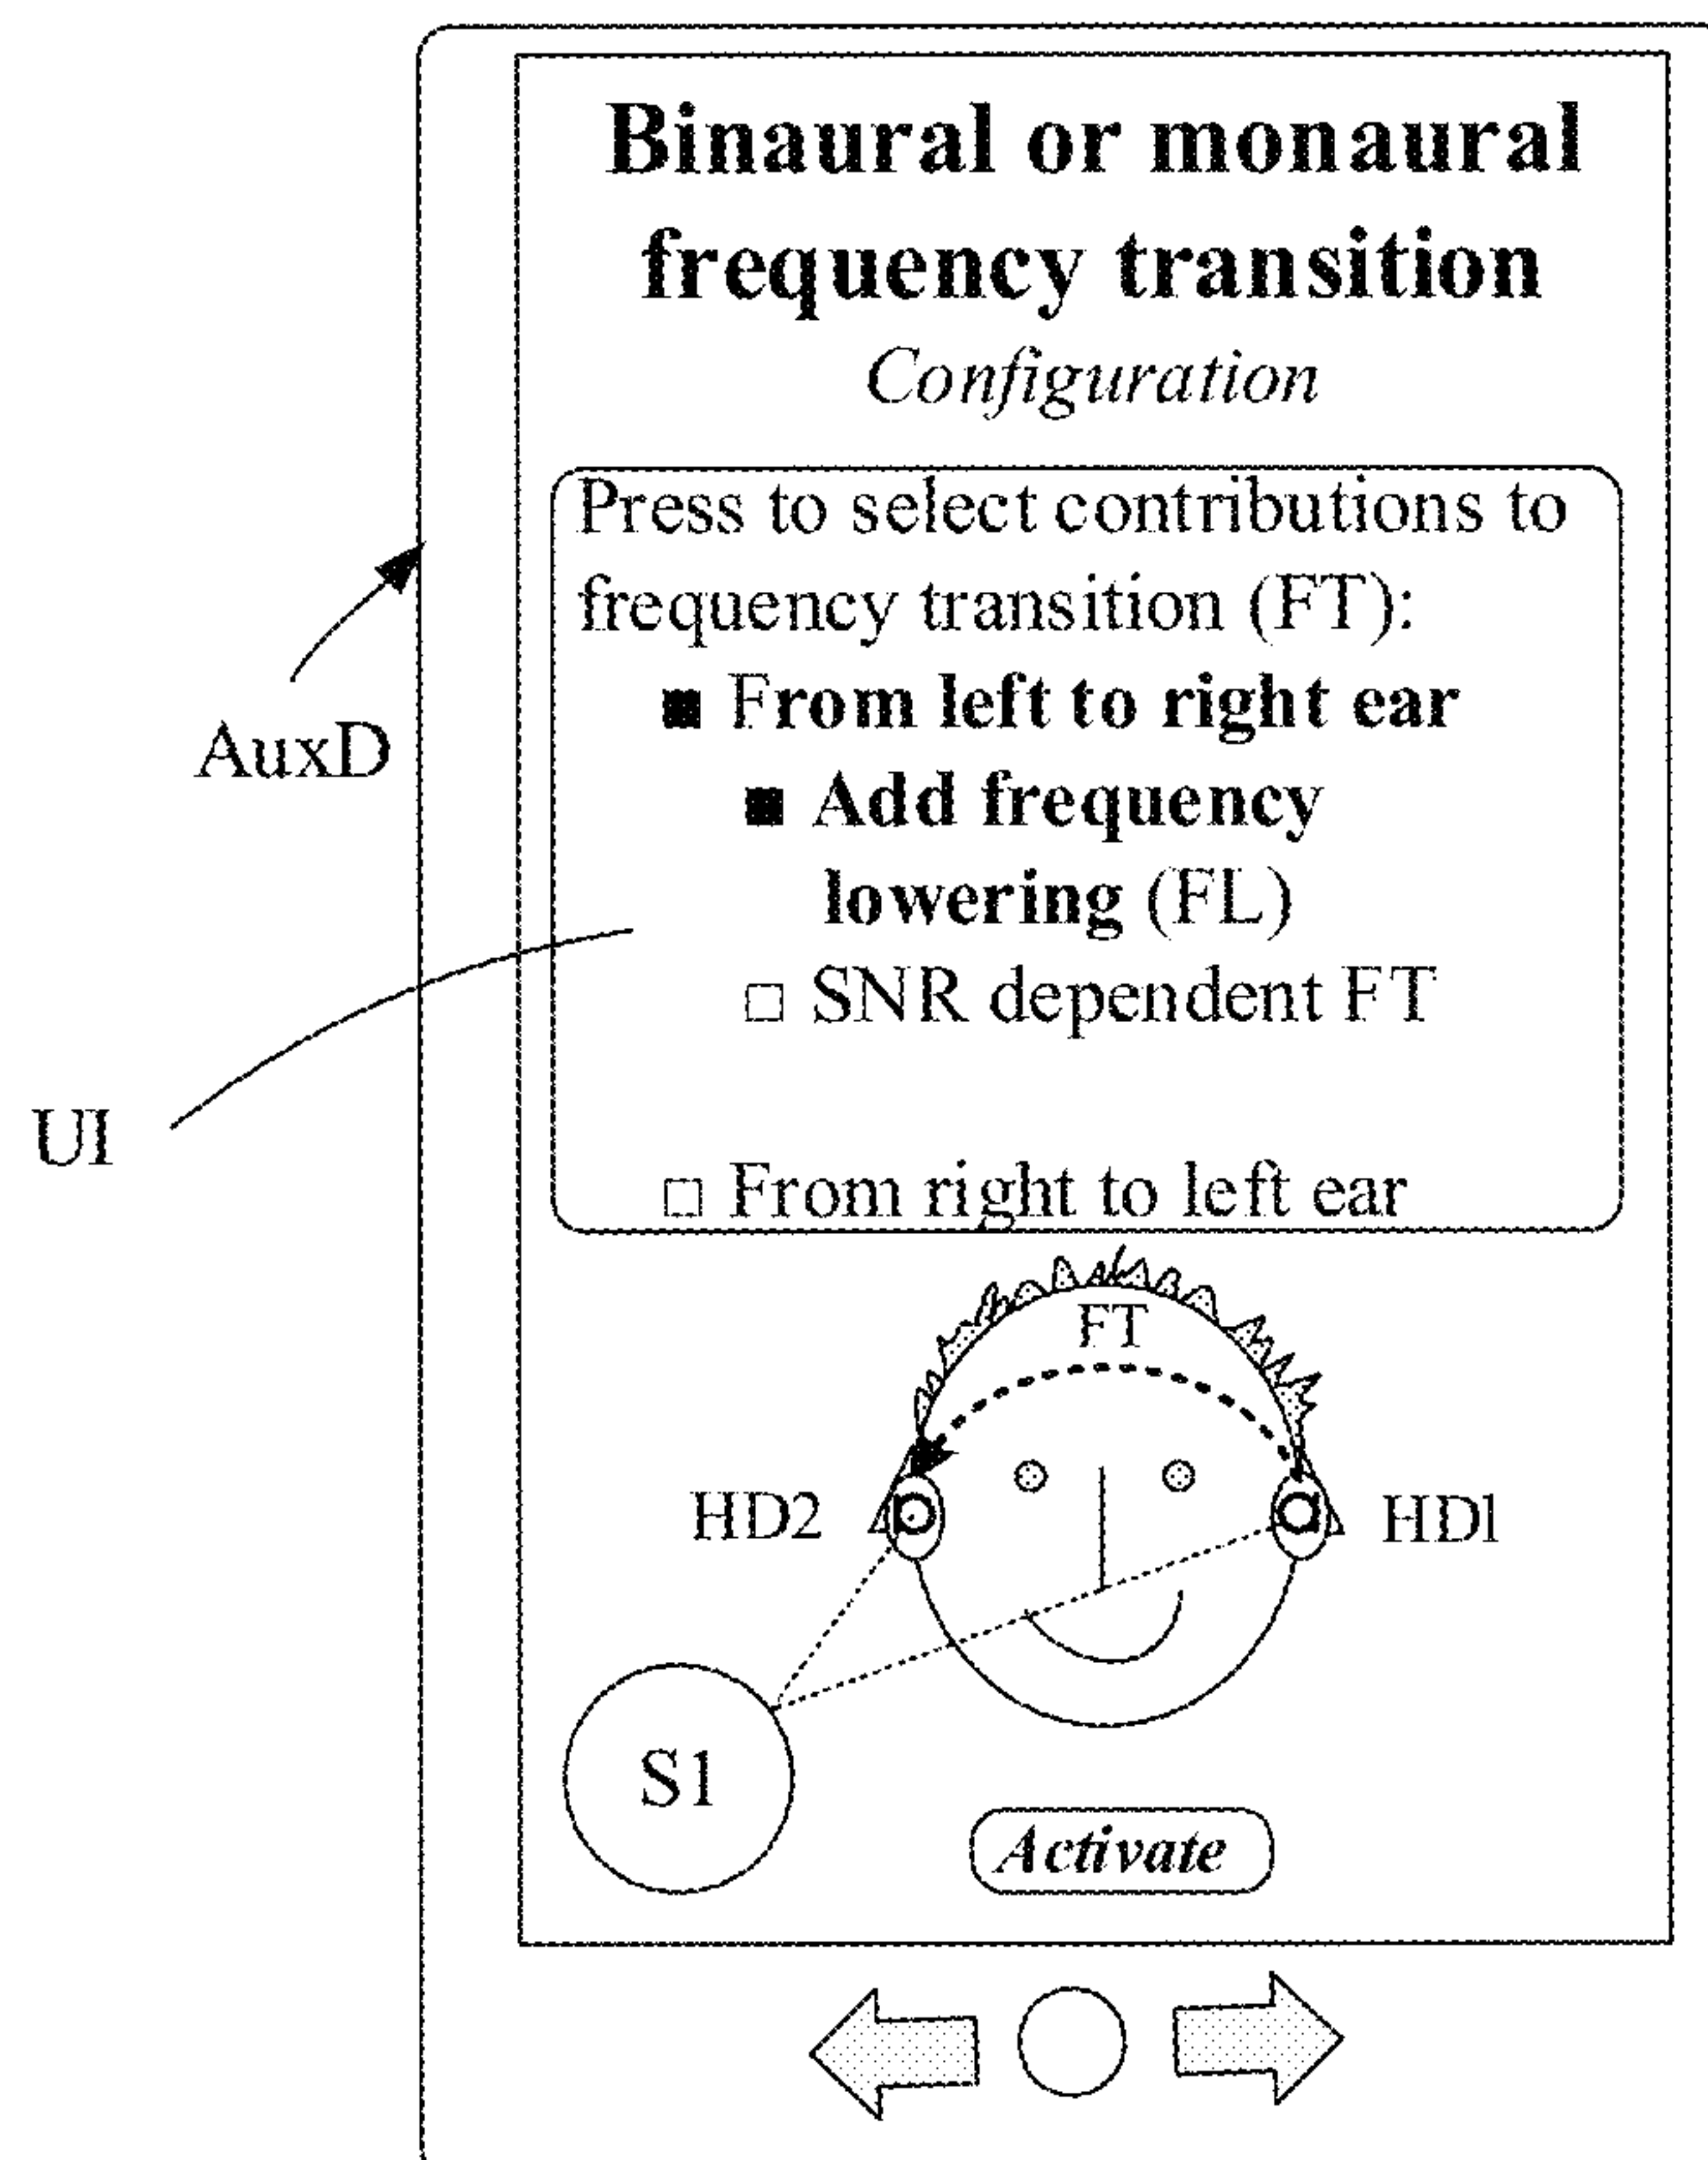 Binaural or monaural
frequency transition
Configuration
Press to select contributions to
frequency transition (FT):
■ From left to right ear
■ Add frequency
lowering (FL)
□ SNR dependent FT
□ From right to left ear
AuxD
UI
FT
HD2
HD1
S1
Activate